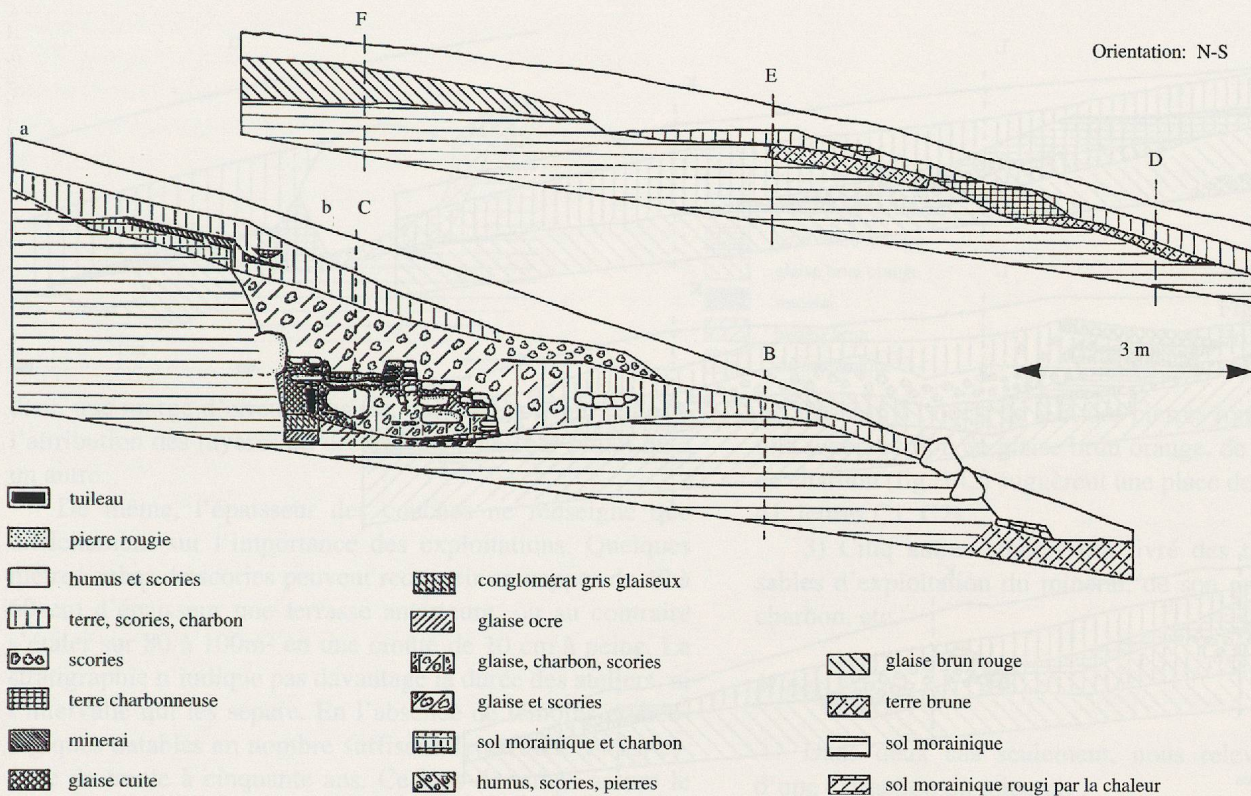 F
Orientation: N-S
E
a
D
b C
B
3 m
tuileau
pierre rougie
humus et scories
terre, scories, charbon
scories
terre charbonneuse
minerai
glaise cuite
conglomérat gris glaiseux
glaise ocre
glaise, charbon, scories
glaise et scories
sol morainique et charbon
humus, scories, pierres
glaise brun rouge
terre brune
sol morainique
sol morainique rougi par la chaleur